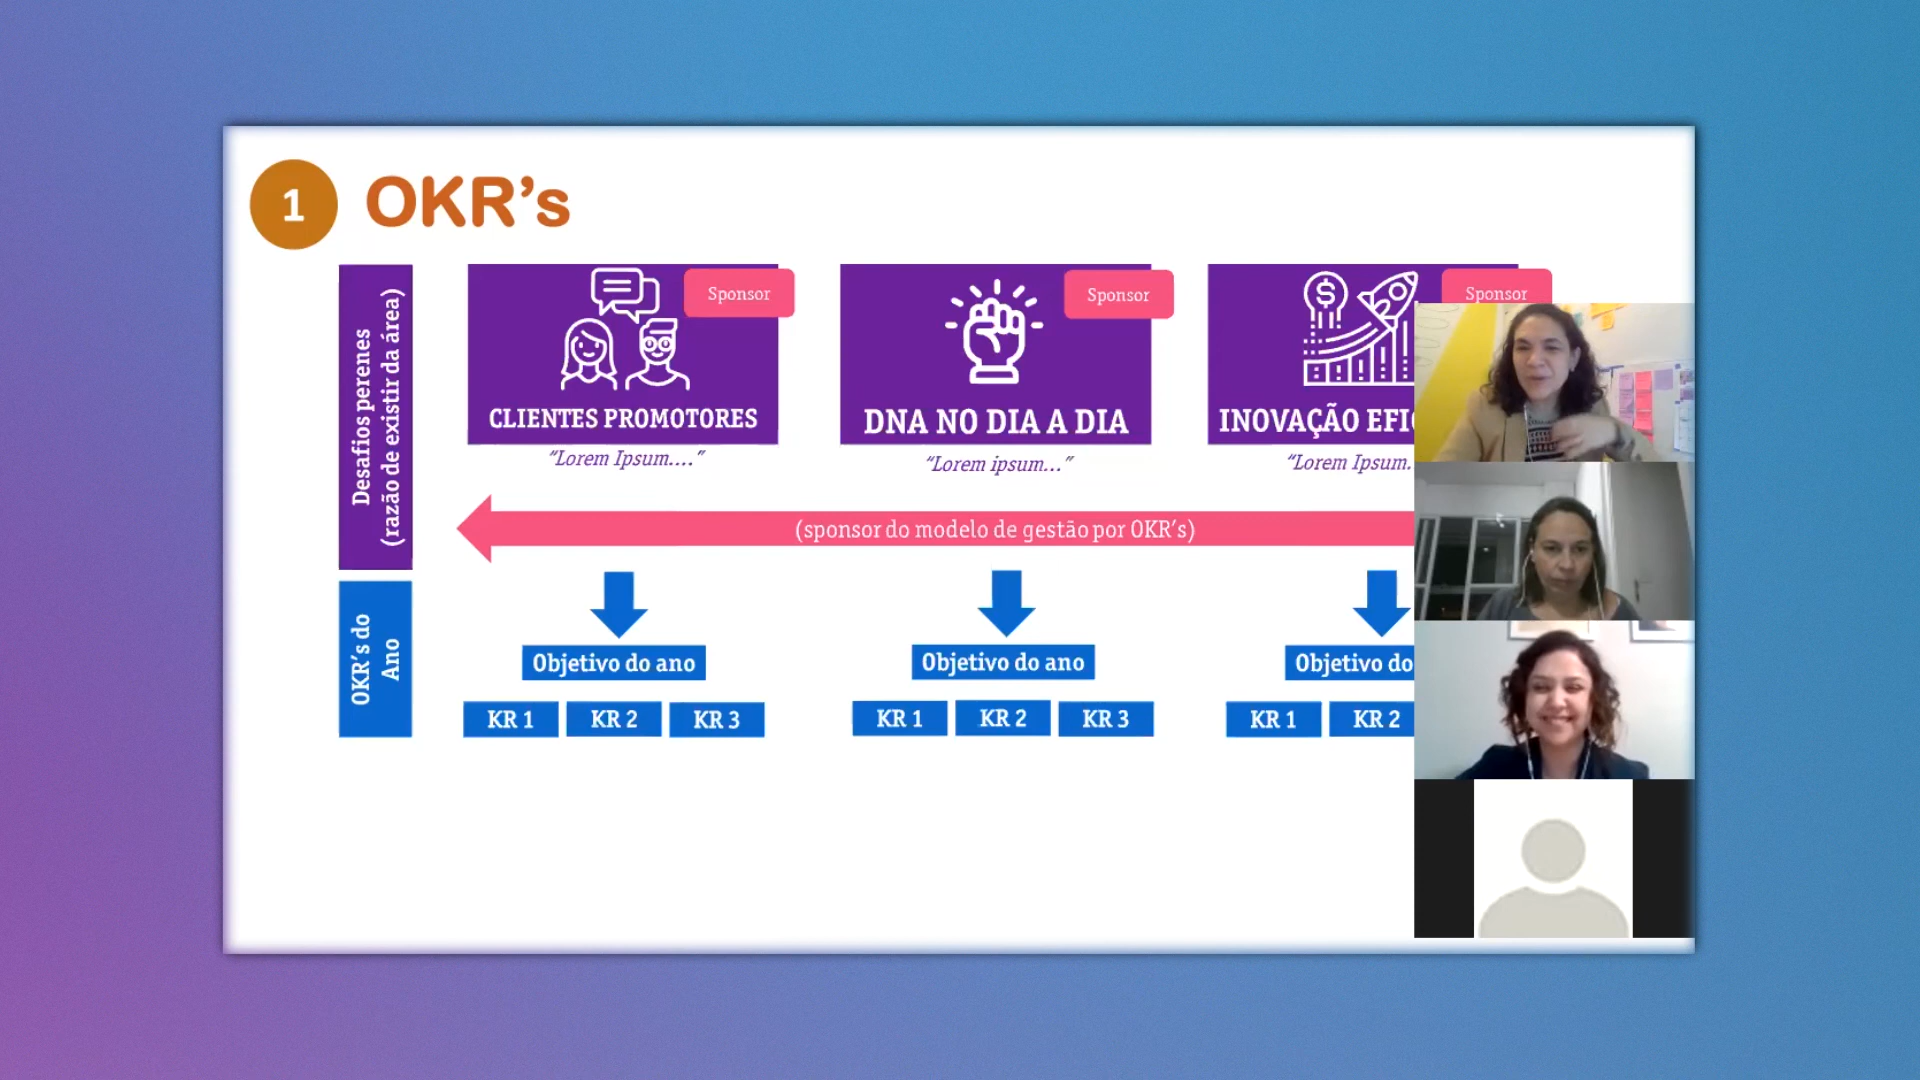 1 OKR's
Desafios perenes
(razão de existir da área)
Sponsor
CLIENTES PROMOTORES
"Lorem Ipsum...."
Sponsor
DNA NO DIA A DIA
"Lorem ipsum..."
Sponsor
INOVAÇÃO
"Lorem Ipsum.
(sponsor do modelo de gestão por OKR's)
OKR's do
Ano
Objetivo do ano
KR 1 KR 2 KR 3
Objetivo do ano
KR 1 KR 2 KR 3
Objetivo do
KR 1 KR 2